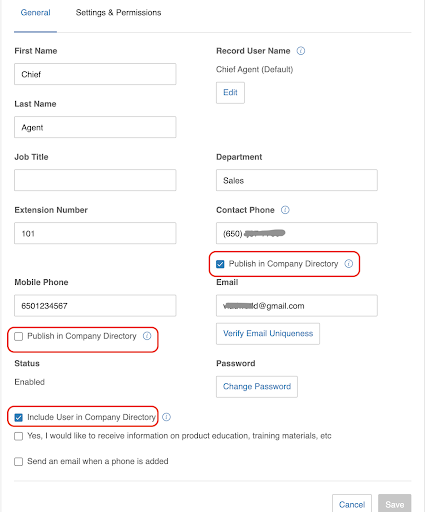 General Settings & Permissions
First Name Record User Name
Chief Chief Agent (Default)
Edit
Last Name
Agent
Job Title Department
Sales
Extension Number Contact Phone
101 (650)
Publish in Company Directory
Mobile Phone Email
6501234567 d@gmail.com
Publish in Company Directory Verify Email Uniqueness
Status Password
Enabled Change Password
Include User in Company Directory
Yes, I would like to receive information on product education, training materials, etc
Send an email when a phone is added
Cancel Save